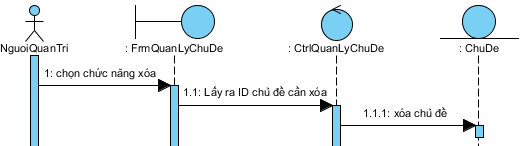 NguoiQuanTri
: FrmQuanLyChuDe
: CtrlQuanLyChuDe
: ChuDe
1: chọn chức năng xóa
1.1: Lấy ra ID chủ đề cần xóa
1.1.1: xóa chủ đề